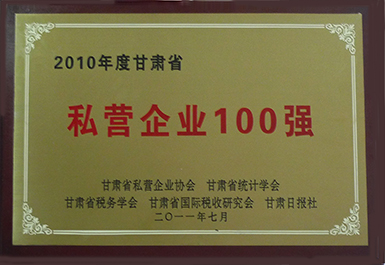 2010年度甘肃省
私营企业100强
甘肃省私营企业协会 甘肃省统计学会
甘肃省税务学会 甘肃省国际税收研究会 甘肃日报社
二〇一一年七月